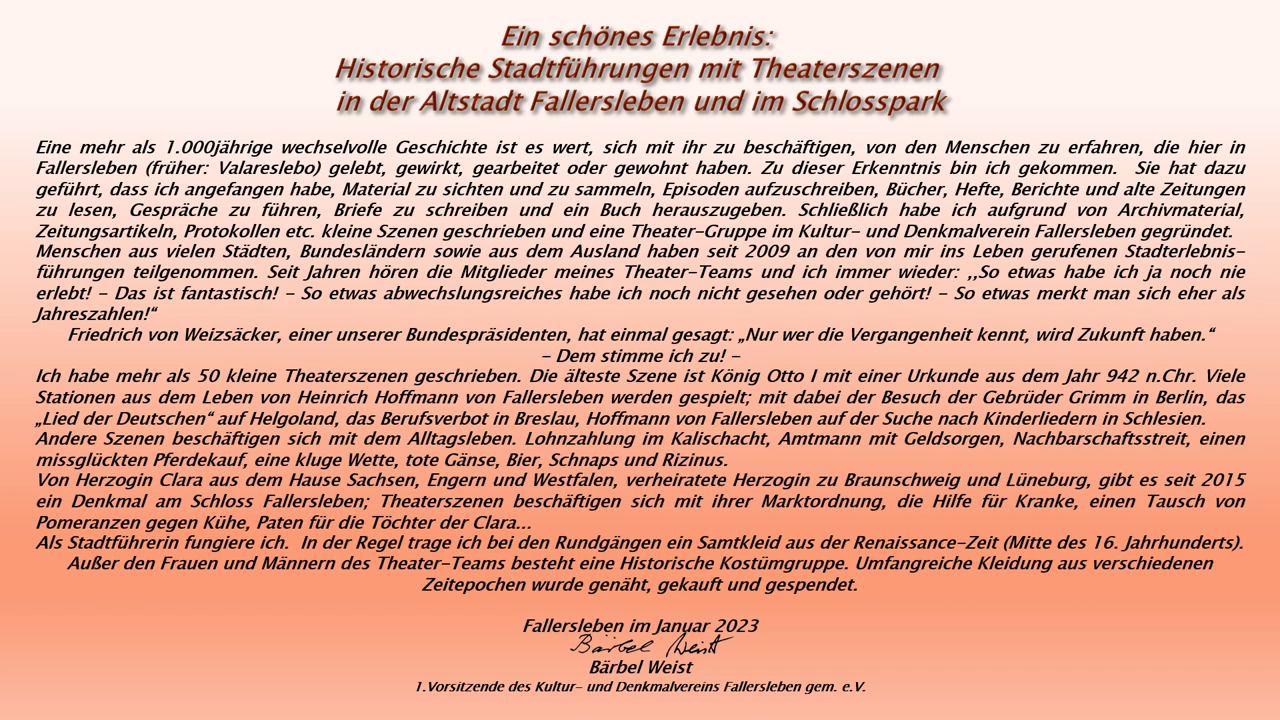 Ein schönes Erlebnis:
Historische Stadtführungen mit Theaterszenen
in der Altstadt Fallersleben und im Schlosspark
Eine mehr als 1.000jährige wechselvolle Geschichte ist es wert, sich mit ihr zu beschäftigen, von den Menschen zu erfahren, die hier in
Fallersleben (früher: Valareslebo) gelebt, gewirkt, gearbeitet oder gewohnt haben. Zu dieser Erkenntnis bin ich gekommen. Sie hat dazu
geführt, dass ich angefangen habe, Material zu sichten und zu sammeln, Episoden aufzuschreiben, Bücher, Hefte, Berichte und alte Zeitungen
zu lesen, Gespräche zu führen, Briefe zu schreiben und ein Buch herauszugeben. Schließlich habe ich aufgrund von Archivmaterial,
Zeitungsartikeln, Protokollen etc. kleine Szenen geschrieben und eine Theater-Gruppe im Kultur- und Denkmalverein Fallersleben gegründet.
Menschen aus vielen Städten, Bundesländern sowie aus dem Ausland haben seit 2009 an den von mir ins Leben gerufenen Stadterlebnis-
führungen teilgenommen. Seit Jahren hören die Mitglieder meines Theater-Teams und ich immer wieder: ,,So etwas habe ich ja noch nie
erlebt! - Das ist fantastisch! - So etwas abwechslungsreiches habe ich noch nicht gesehen oder gehört! - So etwas merkt man sich eher als
Jahreszahlen!“
Friedrich von Weizsäcker, einer unserer Bundespräsidenten, hat einmal gesagt: „Nur wer die Vergangenheit kennt, wird Zukunft haben.“
- Dem stimme ich zu! -
Ich habe mehr als 50 kleine Theaterszenen geschrieben. Die älteste Szene ist König Otto I mit einer Urkunde aus dem Jahr 942 n.Chr. Viele
Stationen aus dem Leben von Heinrich Hoffmann von Fallersleben werden gespielt; mit dabei der Besuch der Gebrüder Grimm in Berlin, das
„Lied der Deutschen“ auf Helgoland, das Berufsverbot in Breslau, Hoffmann von Fallersleben auf der Suche nach Kinderliedern in Schlesien.
Andere Szenen beschäftigen sich mit dem Alltagsleben. Lohnzahlung im Kalischacht, Amtmann mit Geldsorgen, Nachbarschaftsstreit, einen
missglückten Pferdekauf, eine kluge Wette, tote Gänse, Bier, Schnaps und Rizinus.
Von Herzogin Clara aus dem Hause Sachsen, Engern und Westfalen, verheiratete Herzogin zu Braunschweig und Lüneburg, gibt es seit 2015
ein Denkmal am Schloss Fallersleben; Theaterszenen beschäftigen sich mit ihrer Marktordnung, die Hilfe für Kranke, einen Tausch von
Pomeranzen gegen Kühe, Paten für die Töchter der Clara...
Als Stadtführerin fungiere ich. In der Regel trage ich bei den Rundgängen ein Samtkleid aus der Renaissance-Zeit (Mitte des 16. Jahrhunderts).
Außer den Frauen und Männern des Theater-Teams besteht eine Historische Kostümgruppe. Umfangreiche Kleidung aus verschiedenen
Zeitepochen wurde genäht, gekauft und gespendet.
Fallersleben im Januar 2023
Bärbel Weist
Bärbel Weist
1.Vorsitzende des Kultur- und Denkmalvereins Fallersleben gem. e.V.